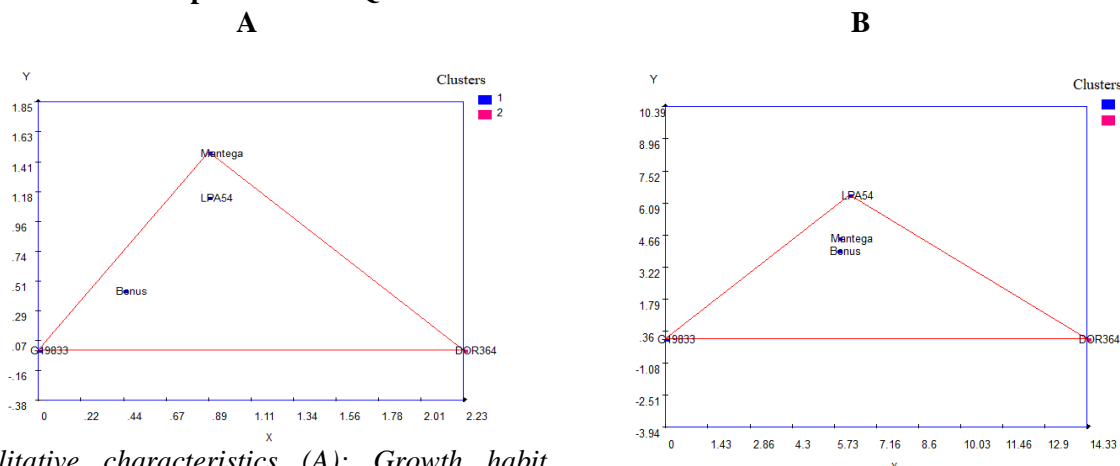 A
B
Y
Clusters
1
2
1.85
1.63
1.41
1.18
.96
.74
.51
.29
.07
-.16
-.38
Mantega
LPA54
Bonus
G19833
DOR364
0 .22 .44 .67 .89 1.11 1.34 1.56 1.78 2.01 2.23
X
Y
Clusters
10.39
8.96
7.52
6.09
4.66
3.22
1.79
.36
-1.08
-2.51
-3.94
LPA54
Mantega
Bonus
G19833
DOR364
0 1.43 2.86 4.3 5.73 7.16 8.6 10.03 11.46 12.9 14.33
characteristics (A): Growth habit